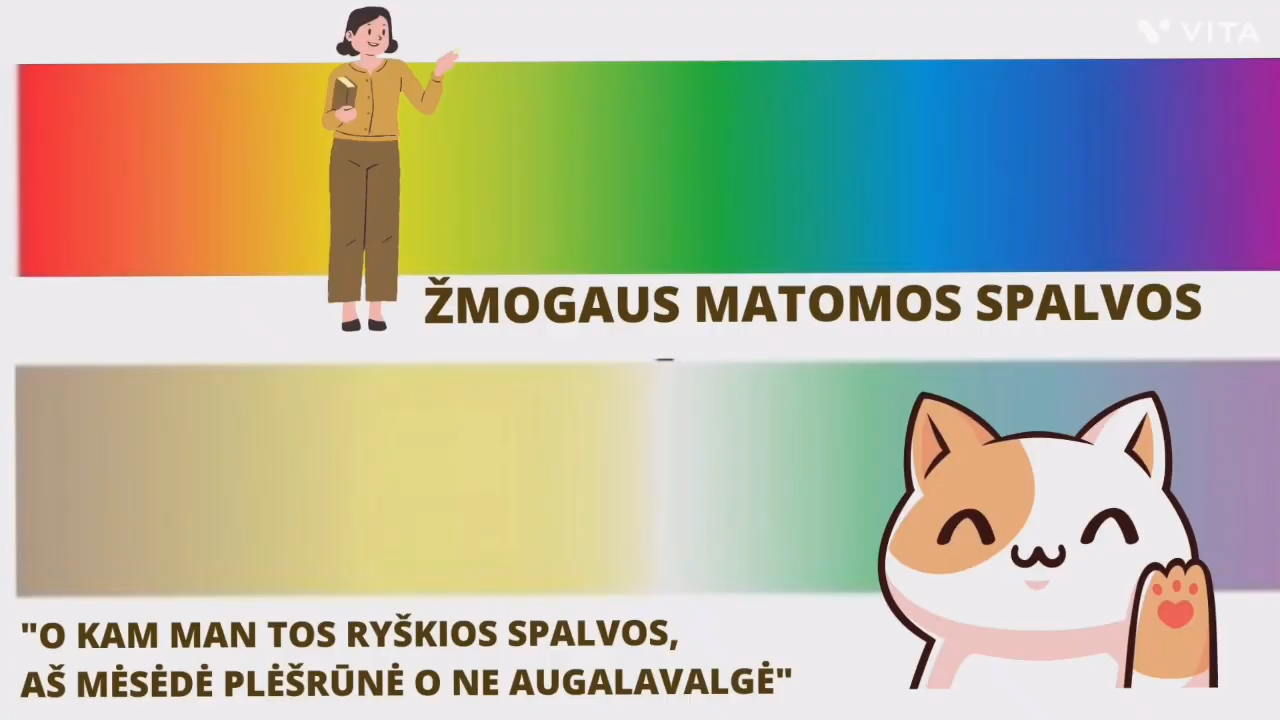 VITA
ŽMOGAUS MATOMOS SPALVOS
"O KAM MAN TOS RYŠKIOS SPALVOS,
AŠ MĖSĖDĖ PLĖŠRŪNĖ O NE AUGALAVALGĖ"